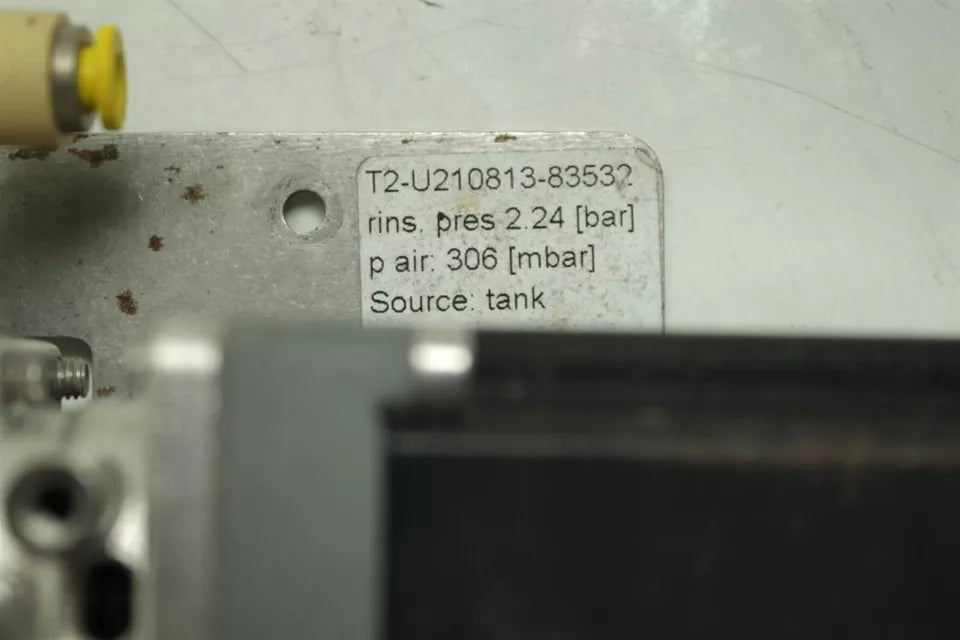 T2-U210813-83532
rins. pres 2.24 [bar]
p air: 306 [mbar]
Source: tank